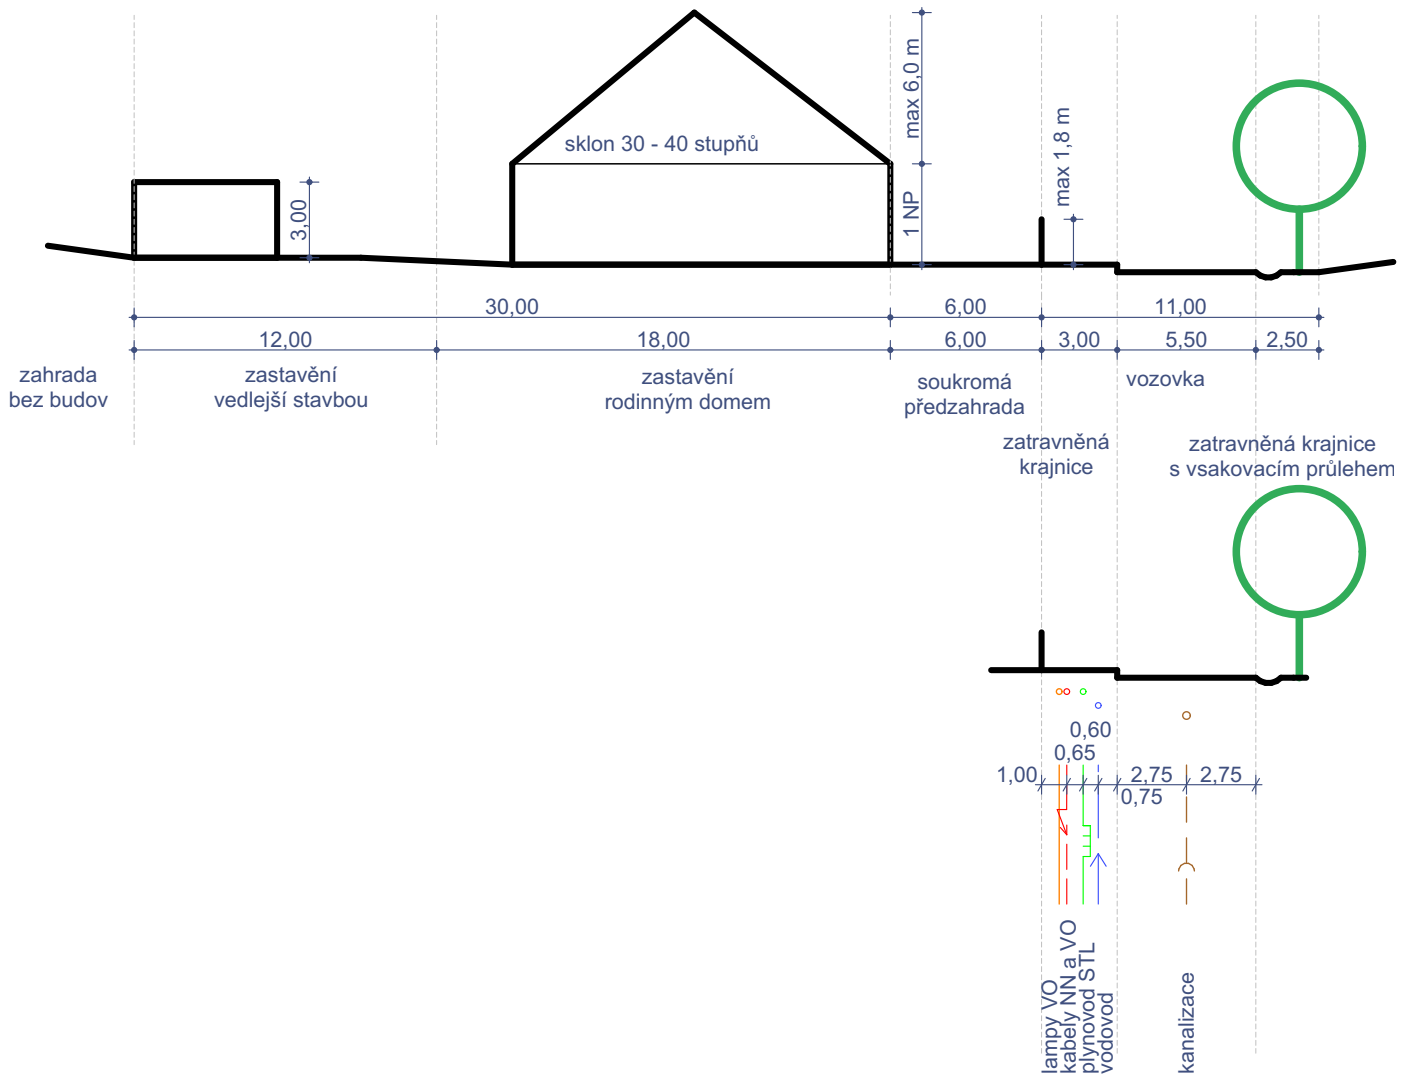 max 6,0 m
sklon 30 - 40 stupňů
max 1,8 m
3,00
1 NP
30,00
6,00
11,00
12,00
18,00
6,00
3,00
5,50
2,50
zahrada
bez budov
zastavění
vedlejší stavbou
zastavění
rodinným domem
soukromá
předzahrada
vozovka
zatravněná
krajnice
zatravněná krajnice
s vsakovacím průlehem
0,60
0,65
1,00
2,75
2,75
0,75
lampy VO
kabely NN a VO
plynovod STL
vodovod
kanalizace